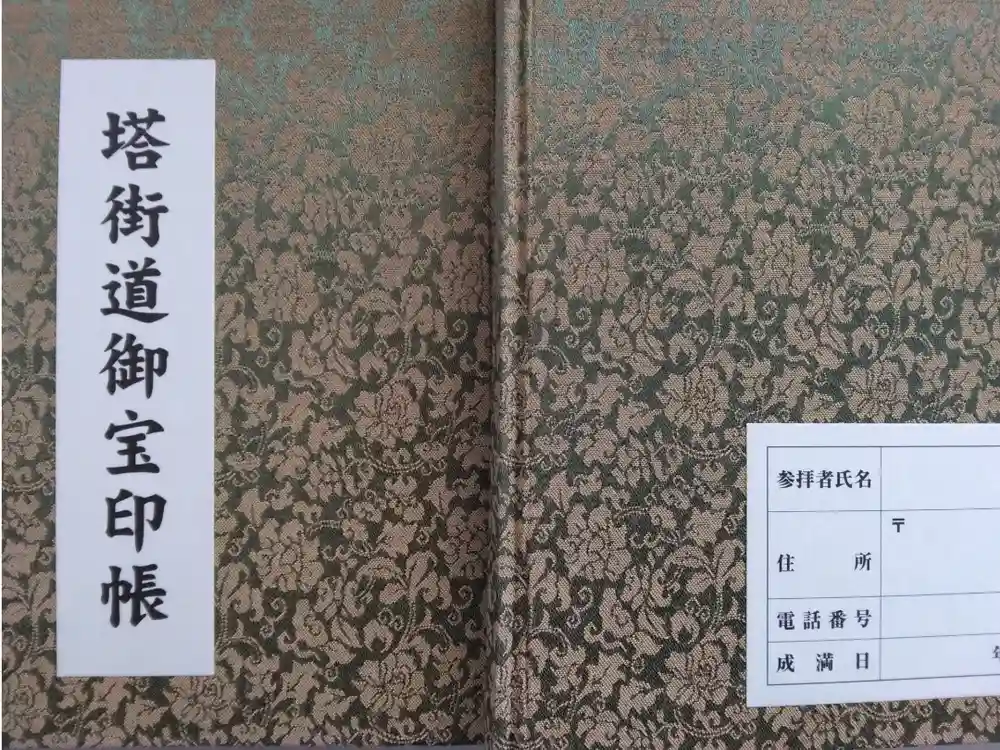 塔街道御宝印帳
参拝者氏名
〒
住所
電話番号
成満日